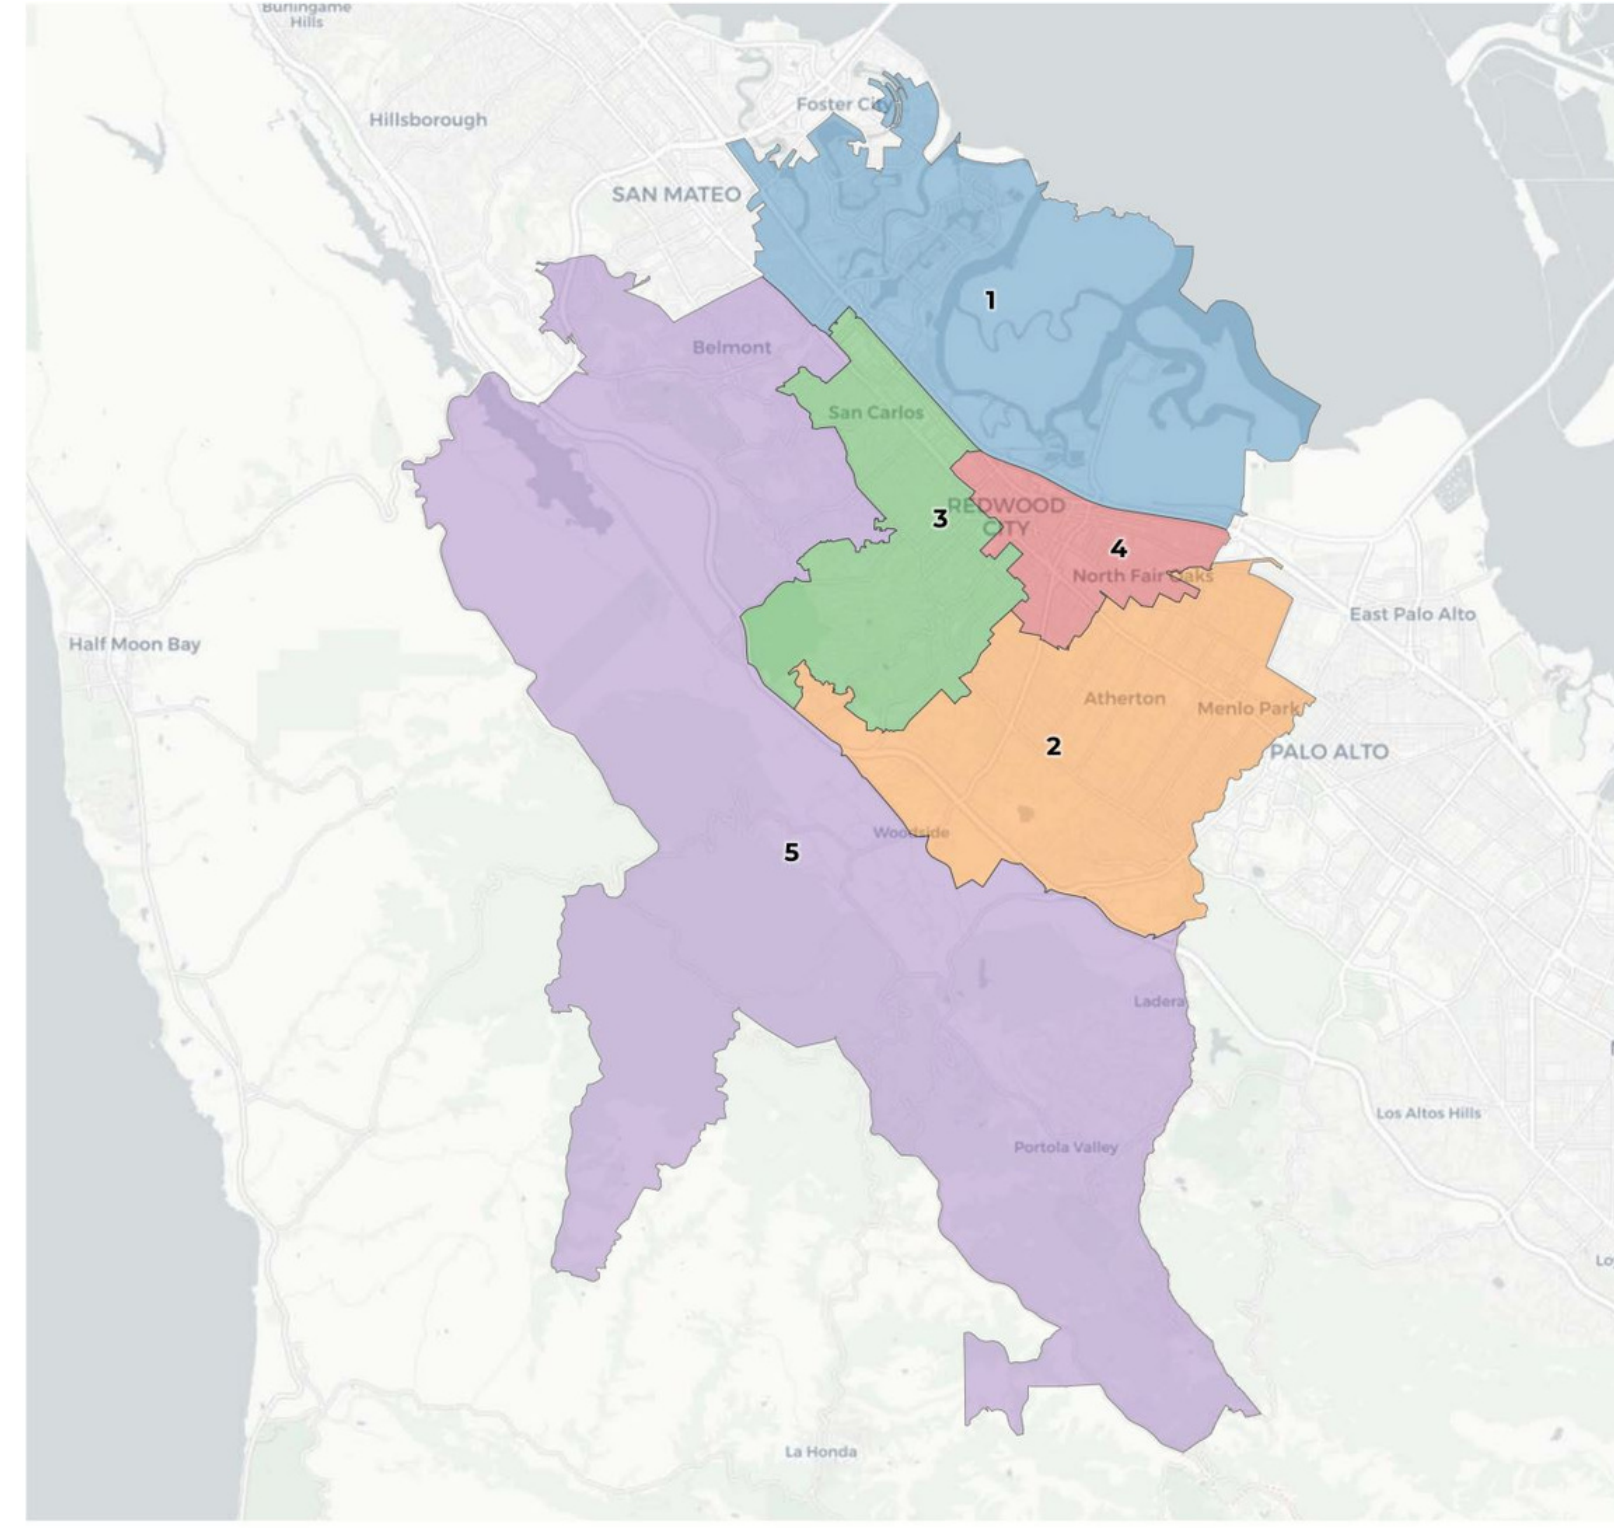 Burlingame
Hills
Foster City
Hillsborough
SAN MATEO
1
Belmont
San Carlos
REDWOOD
CITY
3
4
North Fair Oaks
East Palo Alto
Half Moon Bay
Atherton
Menlo Park
2
PALO ALTO
Woodside
5
Ladera
Los Altos Hills
Portola Valley
La Honda